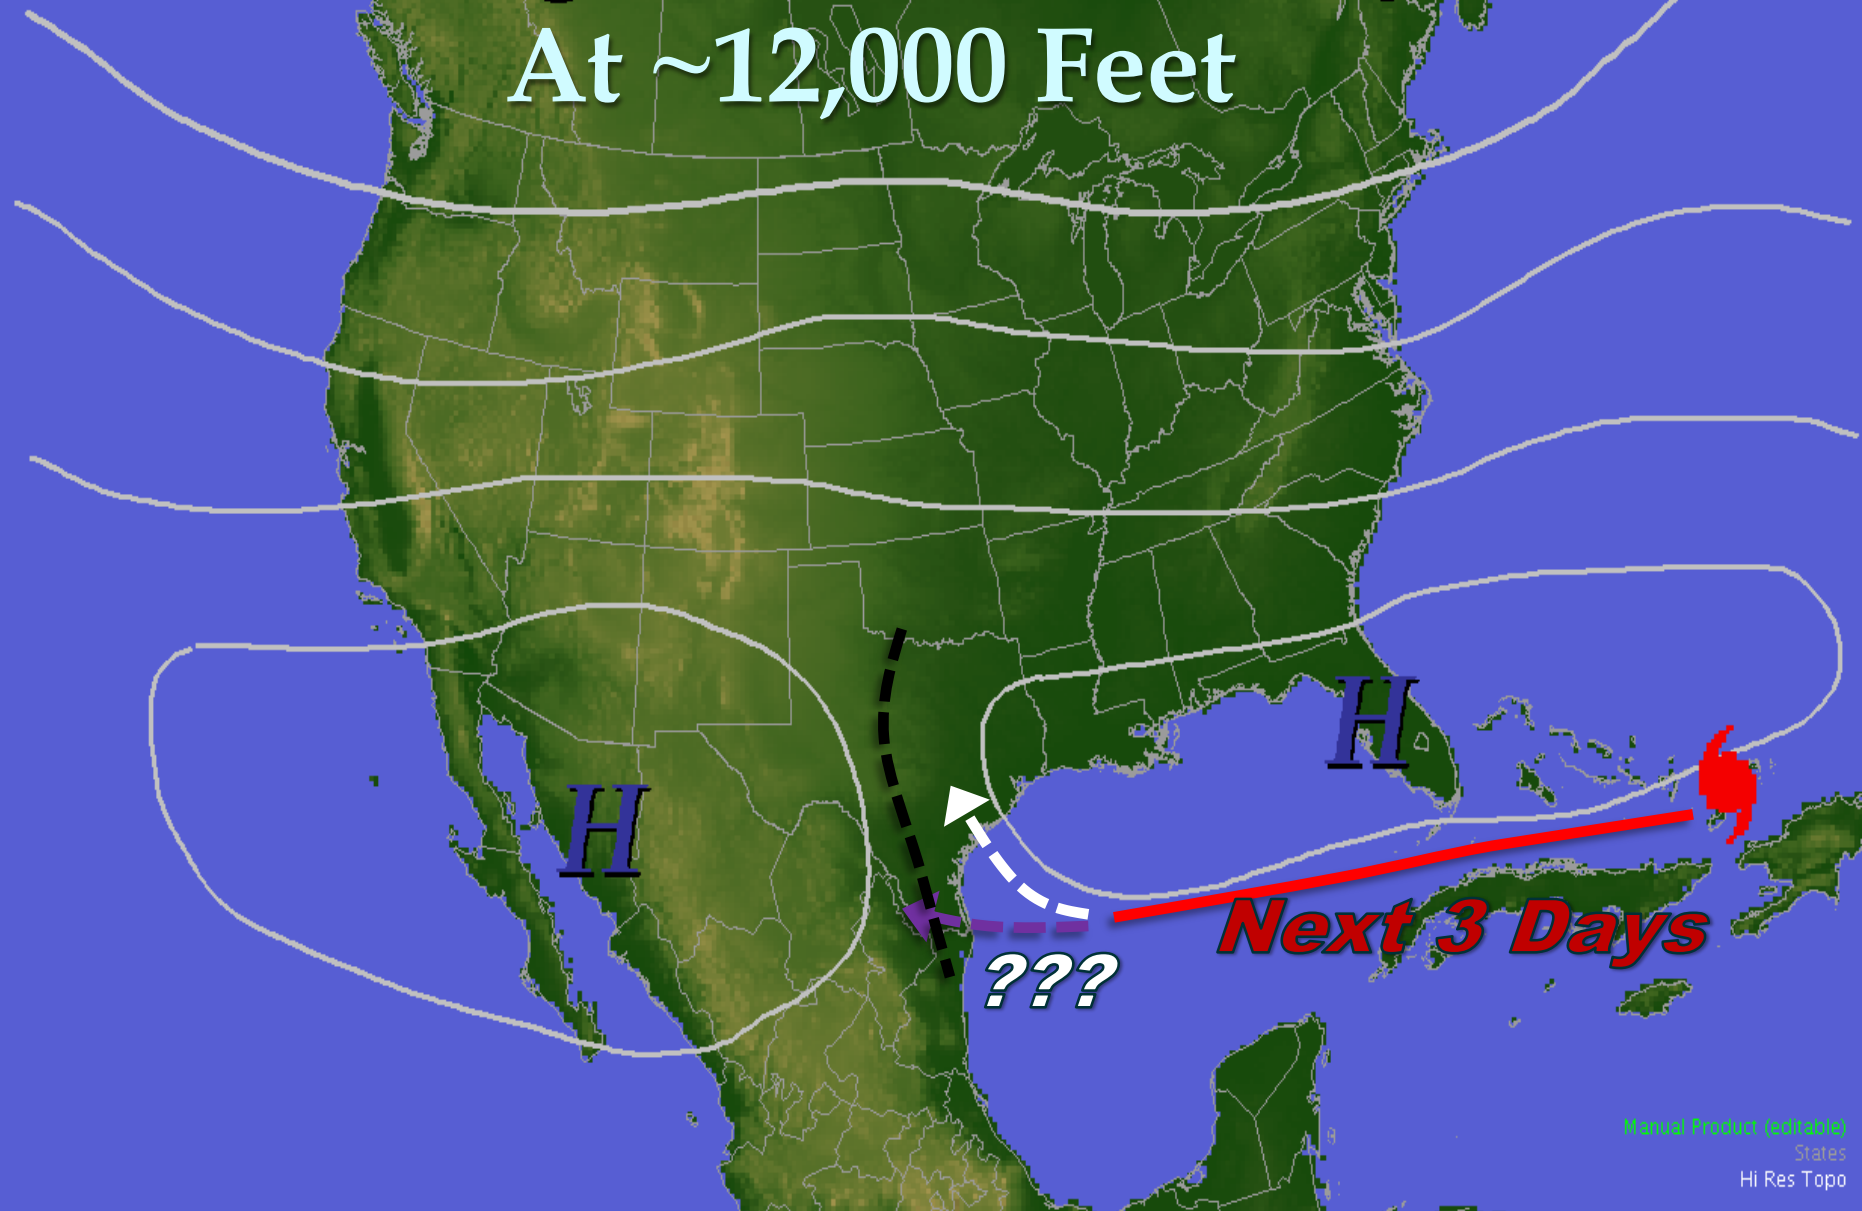 At ~12,000 Feet
H
H
Next 3 Days
???
Manual Product (editable)
States
Hi Res Topo